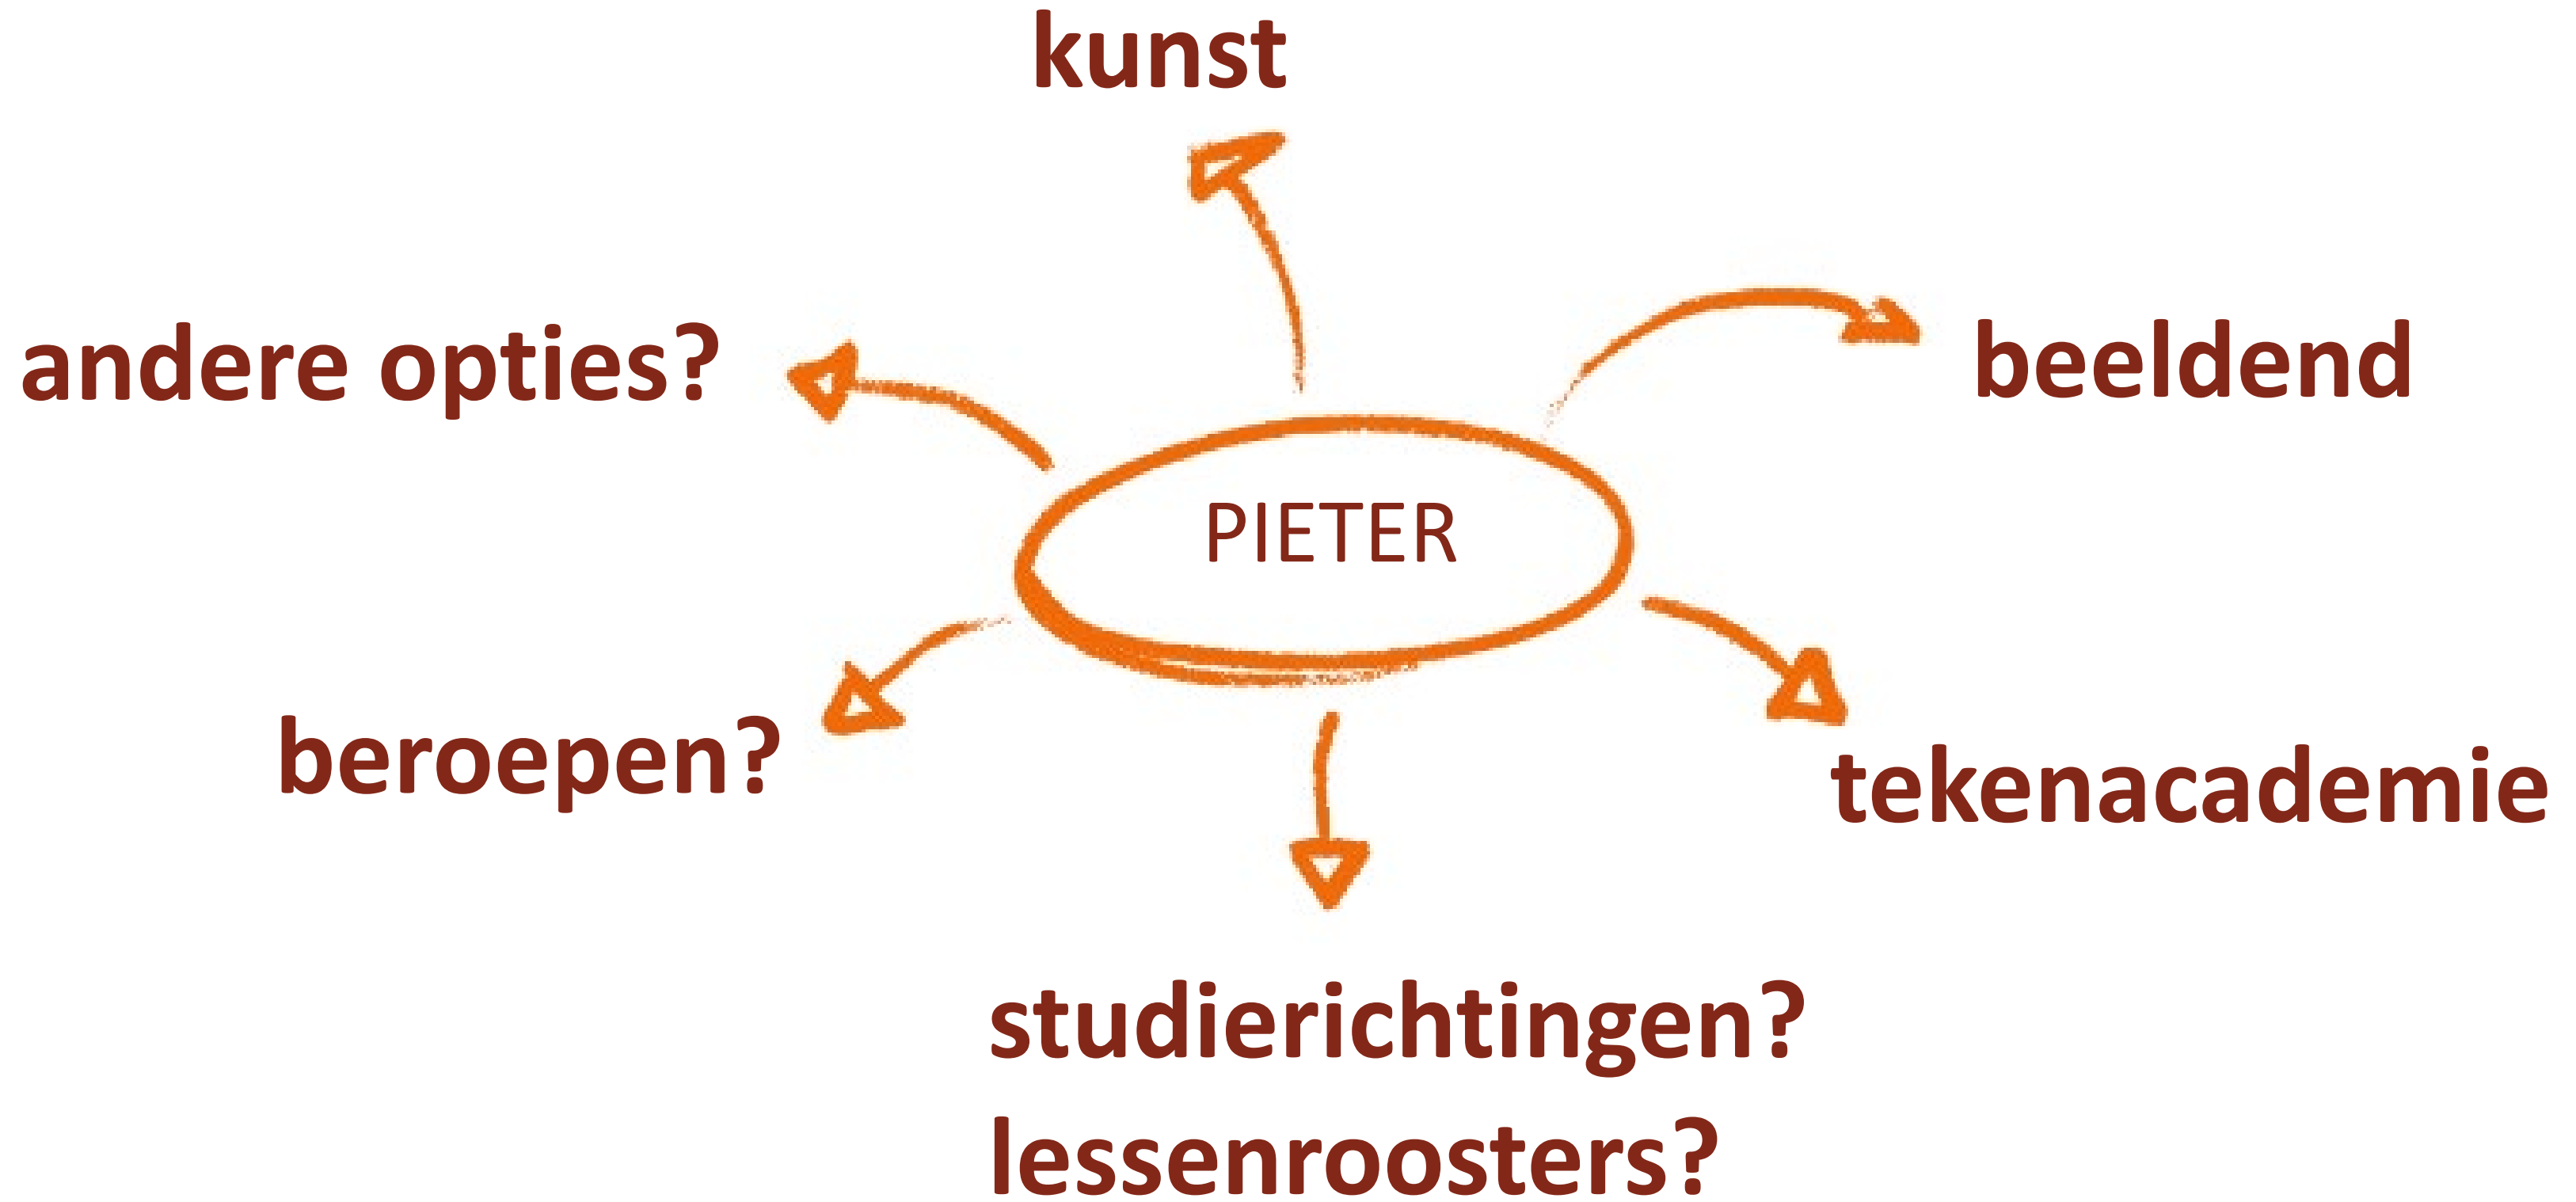 kunst
andere opties?
beeldend
PIETER
beroepen?
tekenacademie
studierichtingen?
lessenroosters?